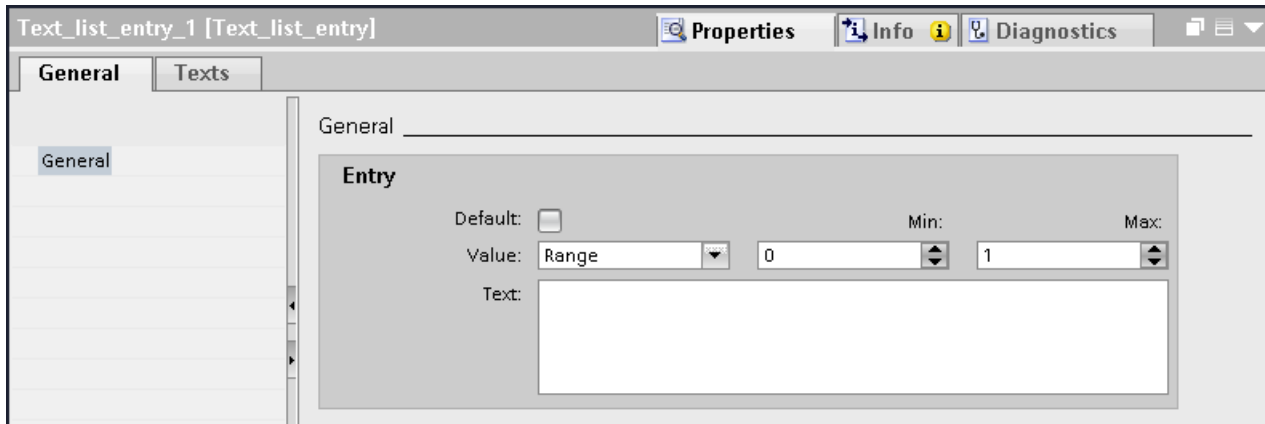 Text_list_entry_1 [Text_list_entry] Properties Info Diagnostics
General Texts
General
General
Entry
Default: Min: Max:
Value: Range 0 1
Text: